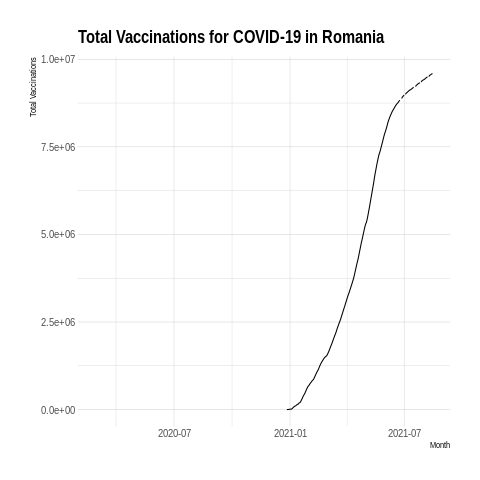 Total Vaccinations for COVID-19 in Romania
Total Vaccinations
1.0e+07
7.5e+06
5.0e+06
2.5e+06
0.0e+00
2020-07 2021-01 2021-07
Month